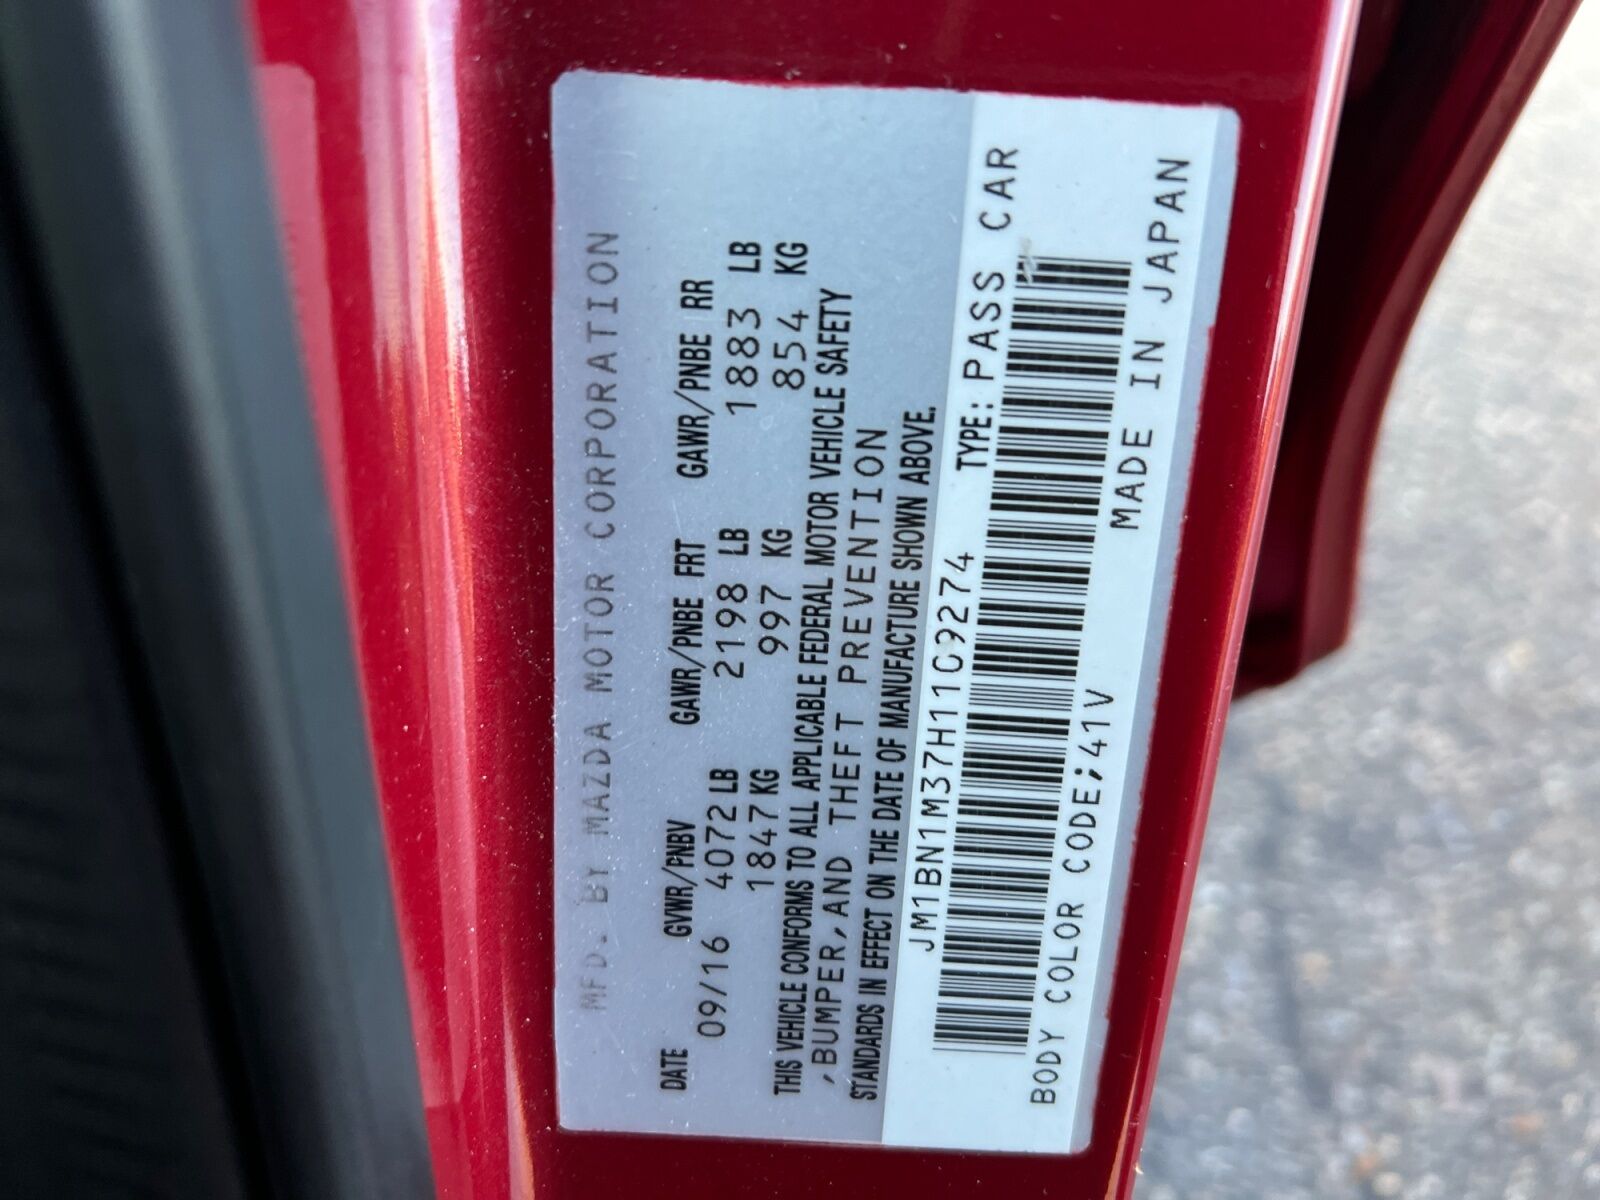 MFD. BY MAZDA MOTOR CORPORATION
DATE GVWR/PNBV GAWR/PNBE FRT GAWR/PNBE RR
09/16 4072 LB 2198 LB 1883 LB
1847 KG 997 KG 854 KG
THIS VEHICLE CONFORMS TO ALL APPLICABLE FEDERAL MOTOR VEHICLE SAFETY
,BUMPER,AND THEFT PREVENTION
STANDARDS IN EFFECT ON THE DATE OF MANUFACTURE SHOWN ABOVE.
JM1BN1M37H1109274 TYPE: PASS CAR
BODY COLOR CODE;41V MADE IN JAPAN